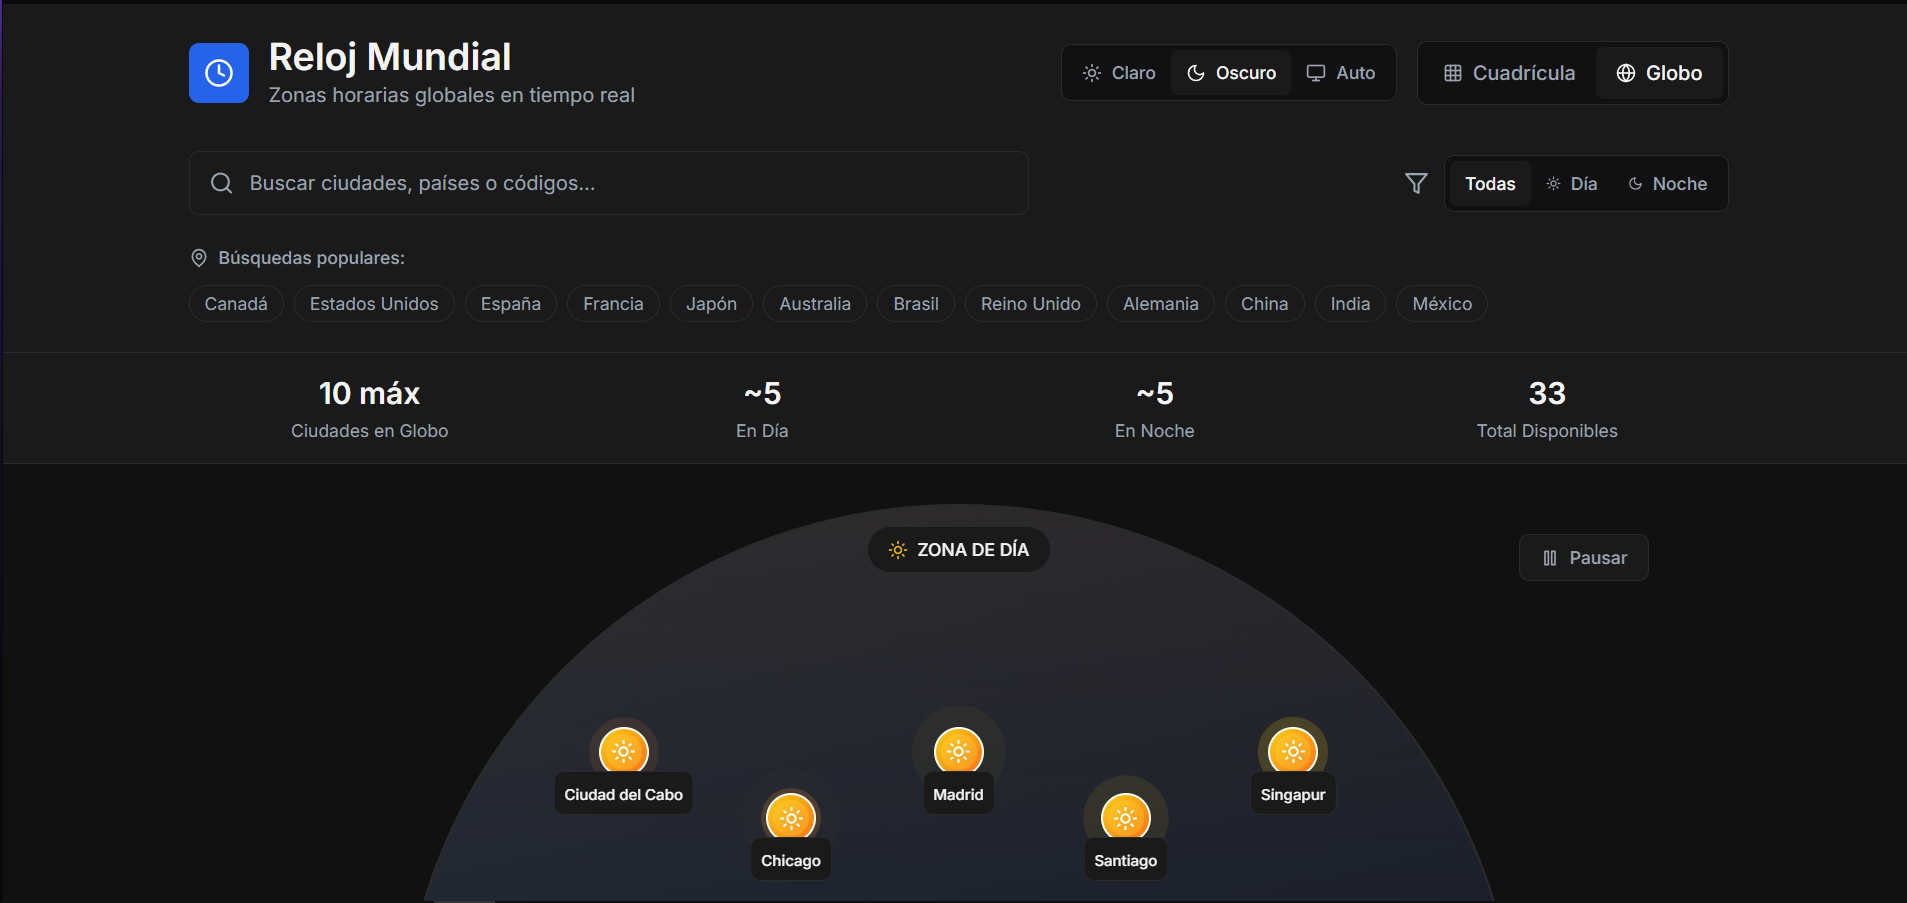 Reloj Mundial
Zonas horarias globales en tiempo real
Claro
Oscuro
Auto
Cuadrícula
Globo
Buscar ciudades, países o códigos...
Todas
Día
Noche
Búsquedas populares:
Canadá
Estados Unidos
España
Francia
Japón
Australia
Brasil
Reino Unido
Alemania
China
India
México
10 máx
Ciudades en Globo
~5
En Día
~5
En Noche
33
Total Disponibles
ZONA DE DÍA
Pausar
Ciudad del Cabo
Madrid
Singapur
Chicago
Santiago